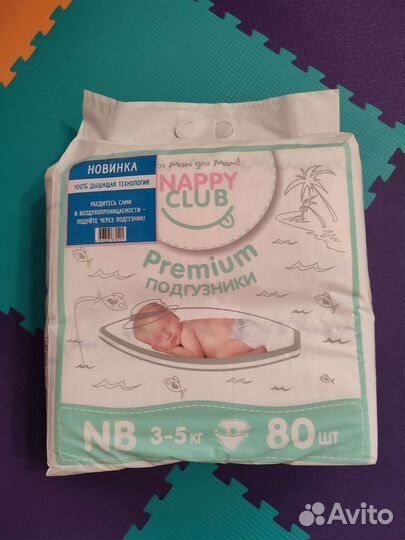 НОВИНКА
100% ДЫШАЩАЯ ТЕХНОЛОГИЯ
УБЕДИТЕСЬ САМИ
В ВОЗДУХОПРОНИЦАЕМОСТИ –
ПОДУЙТЕ ЧЕРЕЗ ПОДГУЗНИК!
от Мам для Мам!
NAPPY
CLUB
Premium
ПОДГУЗНИКИ
NB 3-5 КГ 80 ШТ
Avito